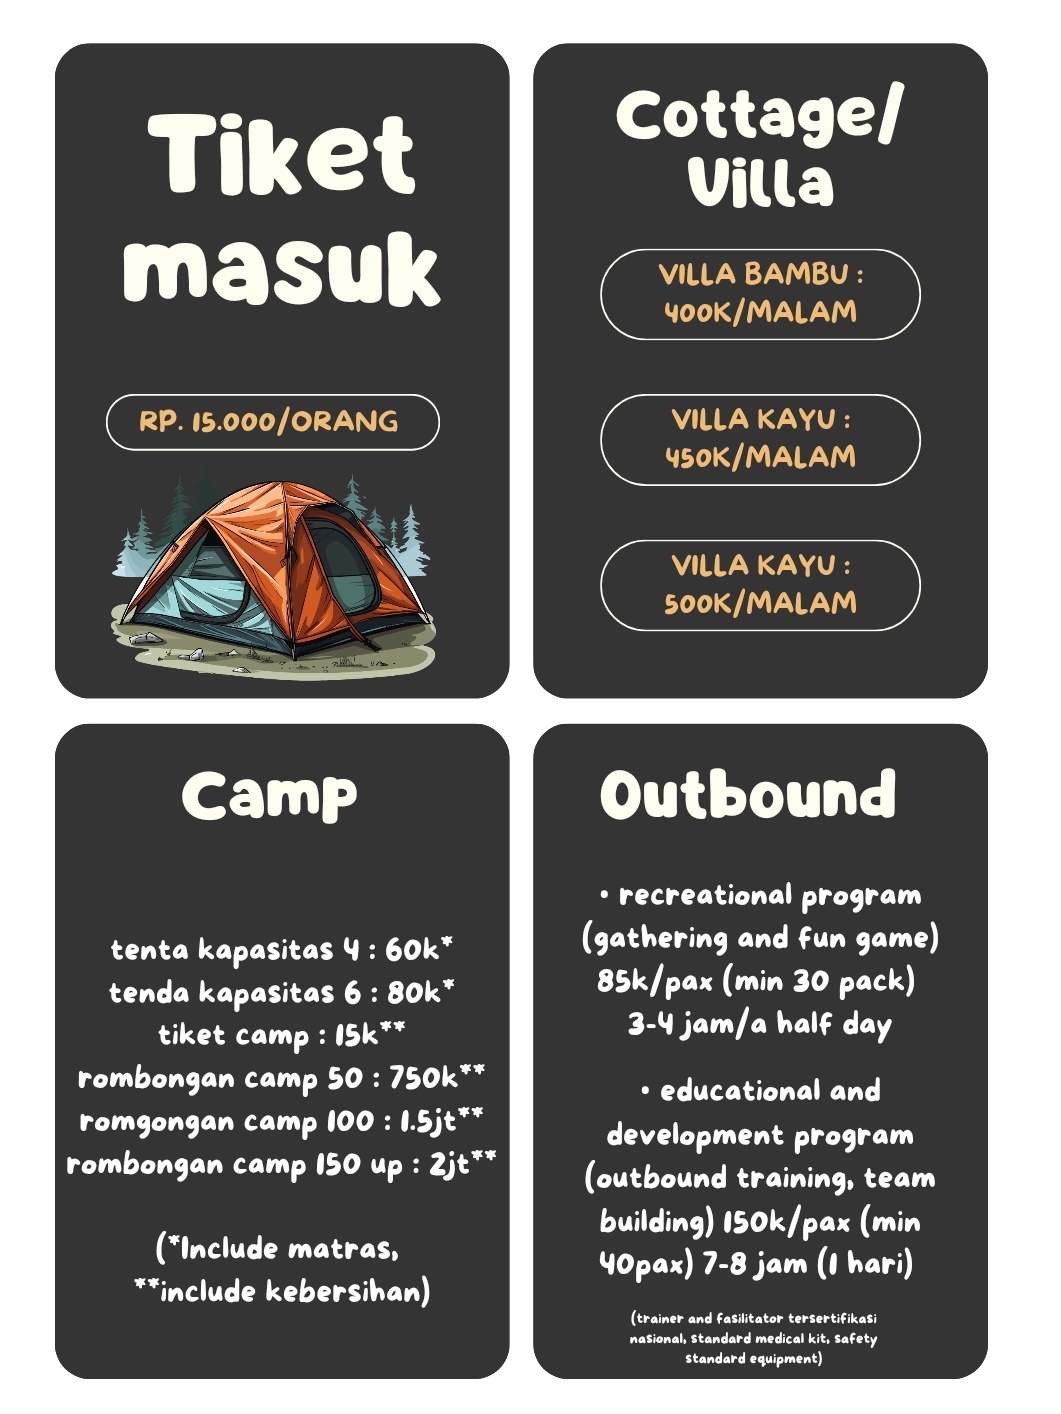 Tiket
masuk
RP. 15.000/ORANG
Cottage/
Villa
VILLA BAMBU :
400K/MALAM
VILLA KAYU :
450K/MALAM
VILLA KAYU :
500K/MALAM
Camp
tenta kapasitas 4 : 60k*
tenda kapasitas 6 : 80k*
tiket camp : 15k**
rombongan camp 50 : 750k**
romgongan camp 100 : 1.5jt**
rombongan camp 150 up : 2jt**
(*Include matras,
**include kebersihan)
Outbound
• recreational program
(gathering and fun game)
85k/pax (min 30 pack)
3-4 jam/a half day
• educational and
development program
(outbound training, team
building) 150k/pax (min
40pax) 7-8 jam (1 hari)
(trainer and fasilitator tersertifikasi
nasional, standard medical kit, safety
standard equipment)